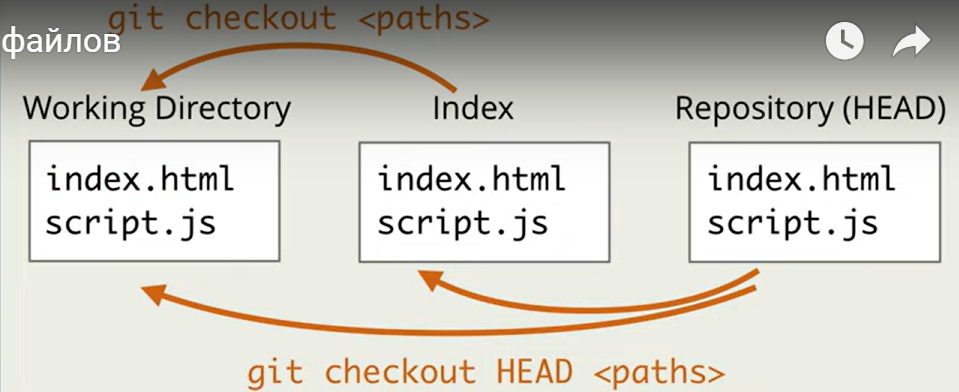 git checkout <paths>
файлов
Working Directory
Index
Repository (HEAD)
index.html
script.js
index.html
script.js
index.html
script.js
git checkout HEAD <paths>